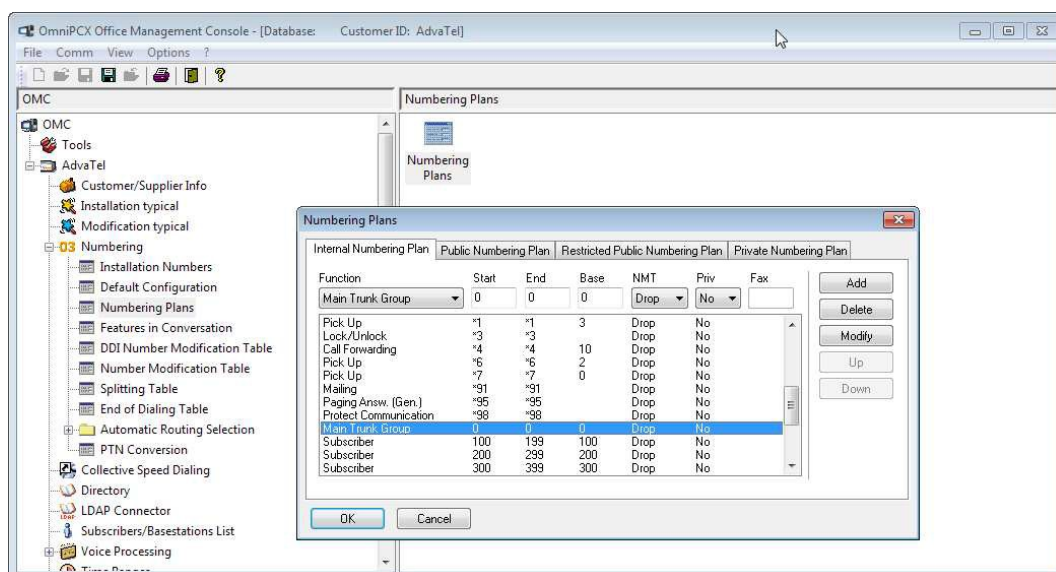 OmniPCX Office Management Console - [Database: Customer ID: AdvaTel]
File Comm View Options ?
OMC
Numbering Plans
OMC
Tools
AdvaTel
Customer/Supplier Info
Installation typical
Modification typical
03 Numbering
Installation Numbers
Default Configuration
Numbering Plans
Features in Conversation
DDI Number Modification Table
Number Modification Table
Splitting Table
End of Dialing Table
Automatic Routing Selection
PTN Conversion
Collective Speed Dialing
Directory
LDAP Connector
Subscribers/Basestations List
Voice Processing
Time Ranges
Numbering
Plans
Numbering Plans
Internal Numbering Plan Public Numbering Plan Restricted Public Numbering Plan Private Numbering Plan
Function Start End Base NMT Priv Fax
Main Trunk Group 0 0 0 Drop No
Pick Up *1 *1 3 Drop No
Lock/Unlock *3 *3 Drop No
Call Forwarding *4 *4 10 Drop No
Pick Up *6 *6 2 Drop No
Pick Up *7 *7 0 Drop No
Mailing *91 *91 Drop No
Paging Answ. (Gen.) *95 *95 Drop No
Protect Communication *98 *98 Drop No
Main Trunk Group 0 0 0 Drop No
Subscriber 100 199 100 Drop No
Subscriber 200 299 200 Drop No
Subscriber 300 399 300 Drop No
Add
Delete
Modify
Up
Down
OK Cancel